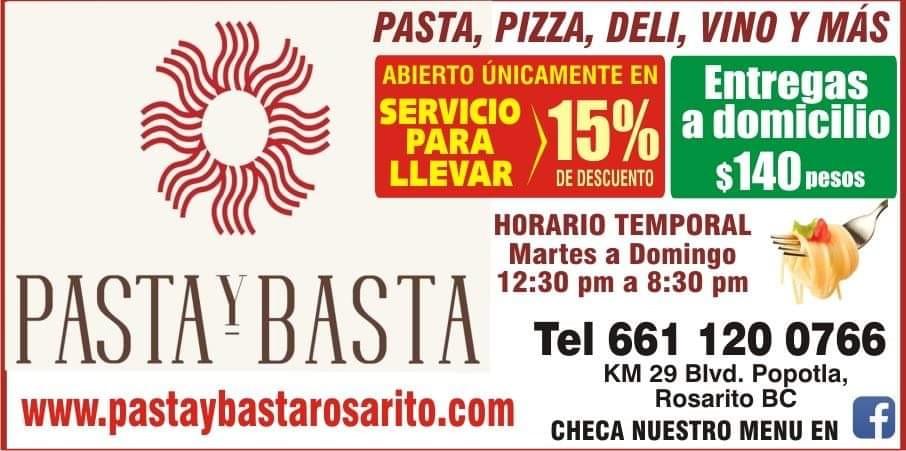 PASTA, PIZZA, DELI, VINO Y MÁS
ABIERTO ÚNICAMENTE EN
SERVICIO
PARA
LLEVAR
15%
DE DESCUENTO
Entregas
a domicilio
$140 pesos
HORARIO TEMPORAL
Martes a Domingo
12:30 pm a 8:30 pm
PASTA Y BASTA
Tel 661 120 0766
KM 29 Blvd. Popotla,
Rosarito BC
www.pastaybastarosarito.com
CHECA NUESTRO MENU EN f